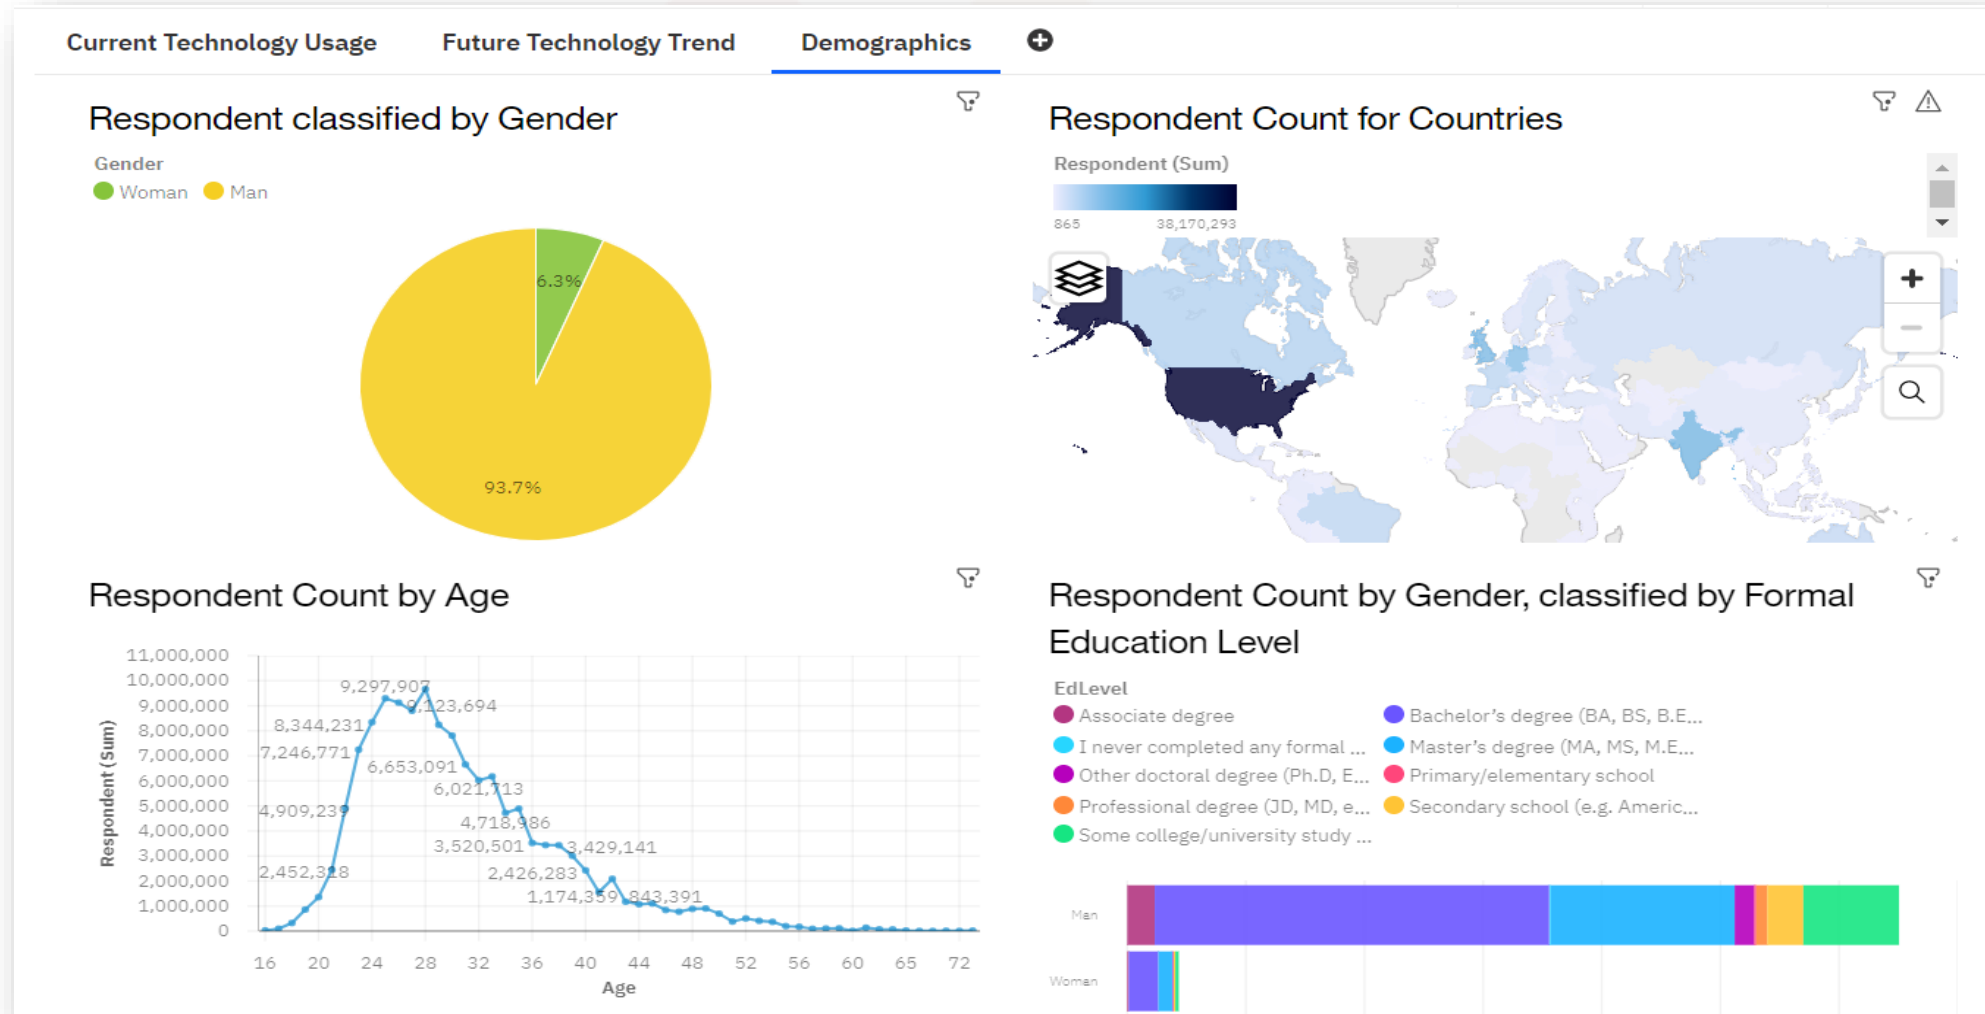 Current Technology Usage Future Technology Trend Demographics
Respondent classified by Gender
Gender
Woman Man
6.3%
93.7%
Respondent Count for Countries
Respondent (Sum)
865 38,170,293
Respondent Count by Age
Respondent (Sum)
11,000,000
10,000,000
9,000,000
8,000,000
7,000,000
6,000,000
5,000,000
4,000,000
3,000,000
2,000,000
1,000,000
0
9,297,907
9,123,694
8,344,231
7,246,771
6,653,091
6,021,713
4,909,239
4,718,986
3,520,501
3,429,141
2,452,328
2,426,283
1,174,359
843,391
16 20 24 28 32 36 40 44 48 52 56 60 65 72
Age
Respondent Count by Gender, classified by Formal
Education Level
EdLevel
Associate degree Bachelor's degree (BA, BS, B.E...
I never completed any formal ... Master's degree (MA, MS, M.E...
Other doctoral degree (Ph.D, E... Primary/elementary school
Professional degree (JD, MD, e... Secondary school (e.g. Americ...
Some college/university study ...
Man
Woman